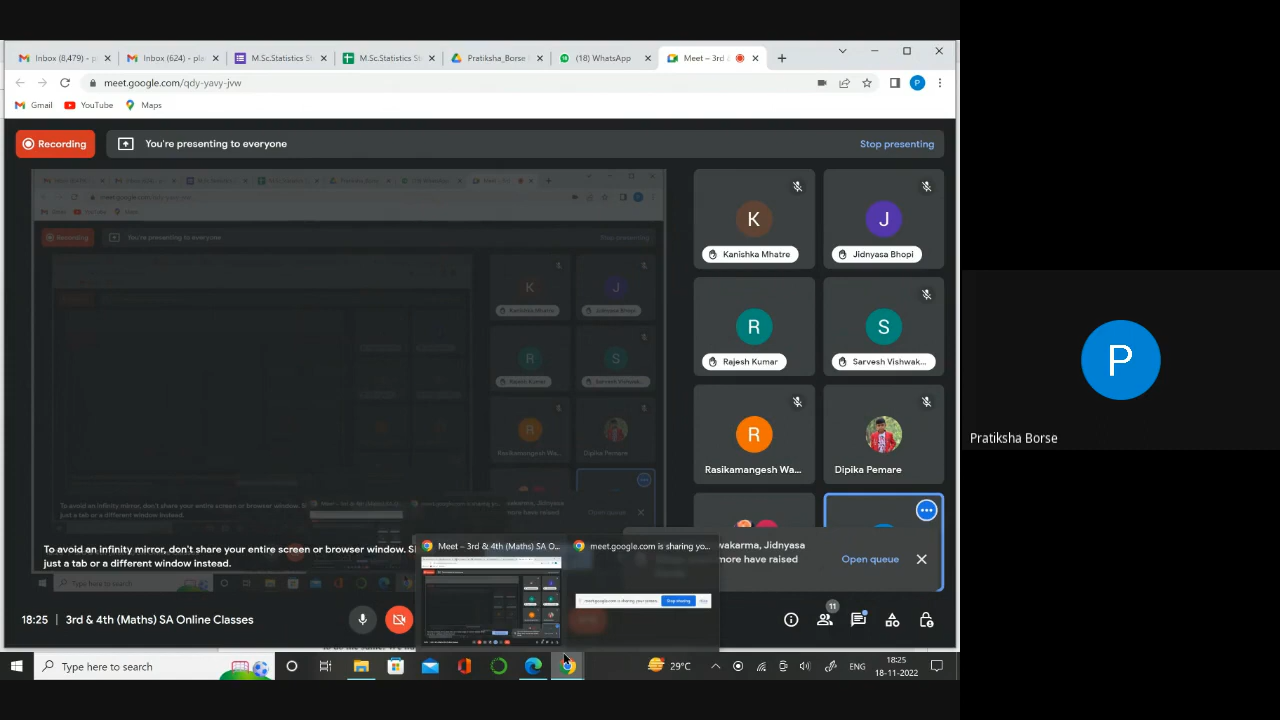 Inbox (8,479) - p
Inbox (624) - pla
M.Sc.Statistics St
M.Sc.Statistics St
Pratiksha_Borse
(18) WhatsApp
Meet – 3rd &
meet.google.com/qdy-yavy-jvw
Gmail
YouTube
Maps
Recording
You're presenting to everyone
Stop presenting
K
Kanishka Mhatre
J
Jidnyasa Bhopi
R
Rajesh Kumar
S
Sarvesh Vishwak...
R
Rasikamangesh Wa...
Dipika Pemare
To avoid an infinity mirror, don't share your entire screen or browser window.
just a tab or a different window instead.
Meet – 3rd & 4th (Maths) SA O...
meet.google.com is sharing yo...
Stop sharing
wakarma, Jidnyasa
more have raised
Open queue
18:25
3rd & 4th (Maths) SA Online Classes
11
Type here to search
29°C
ENG
18:25
18-11-2022
P
Pratiksha Borse